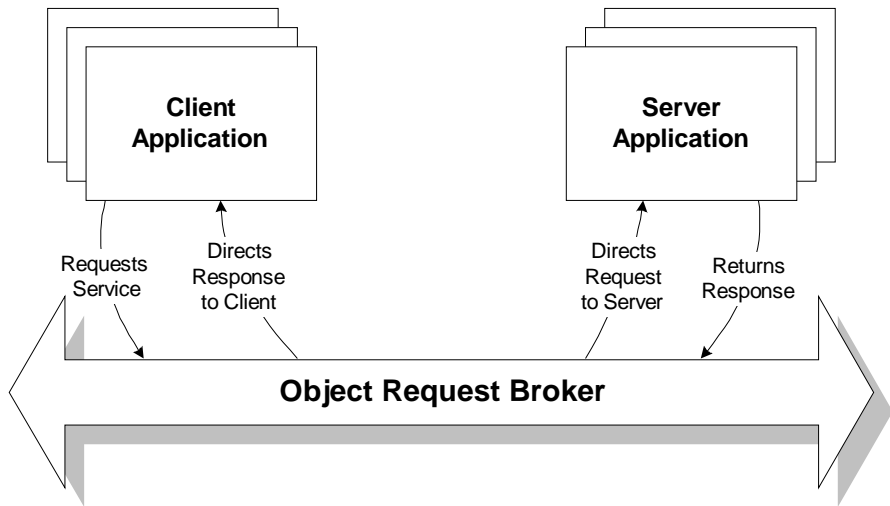 Client
Application
Server
Application
Requests
Service
Directs
Response
to Client
Directs
Request
to Server
Returns
Response
Object Request Broker